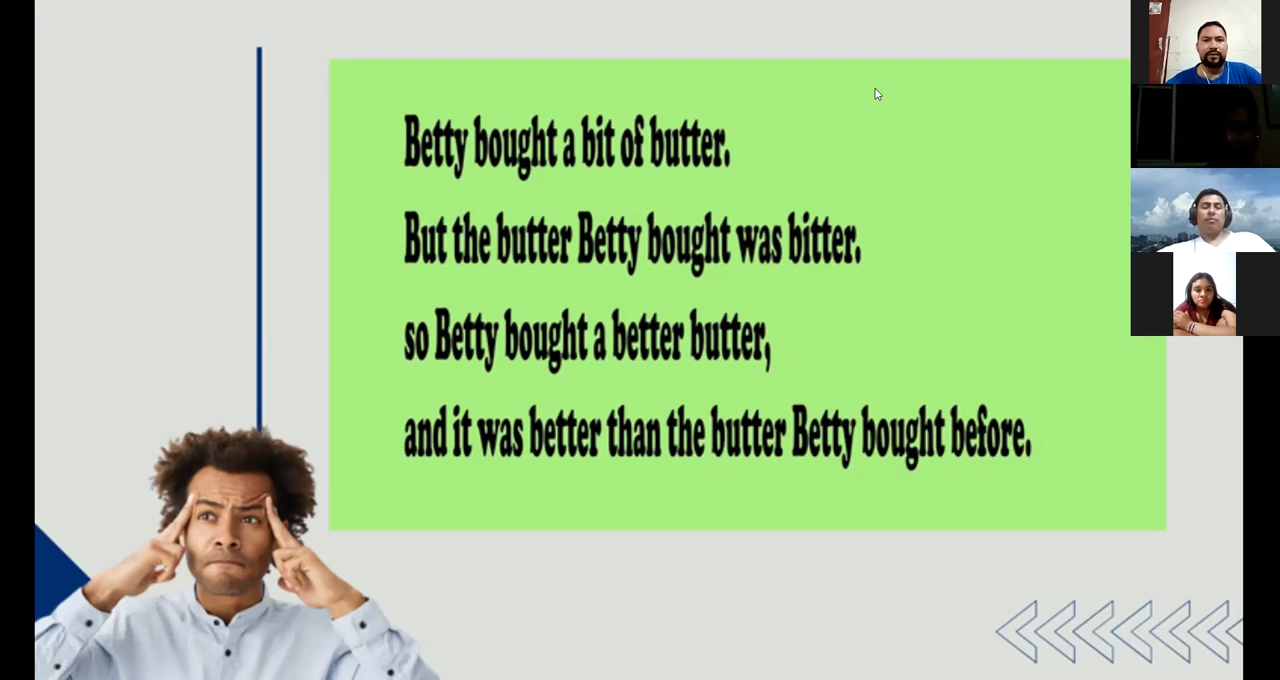 Betty bought a bit of butter.
But the butter Betty bought was bitter.
so Betty bought a better butter,
and it was better than the butter Betty bought before.